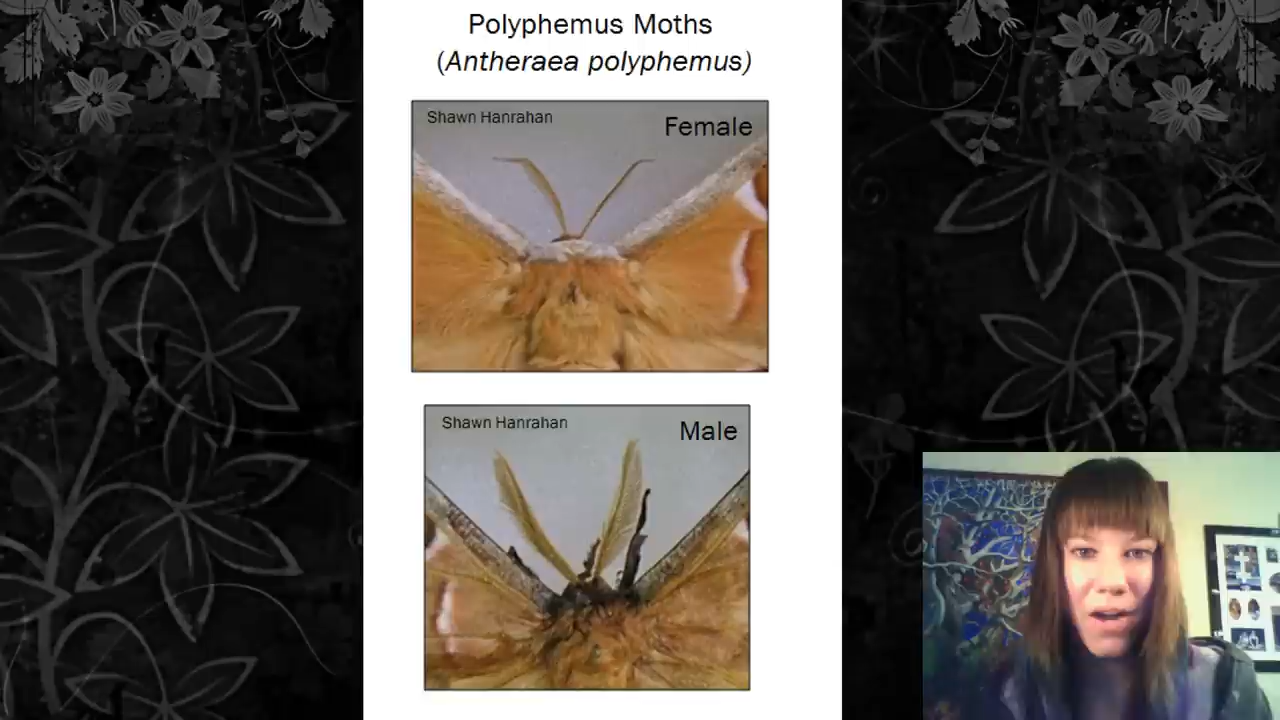 Polyphemus Moths
(Antheraea polyphemus)
Shawn Hanrahan
Female
Shawn Hanrahan
Male